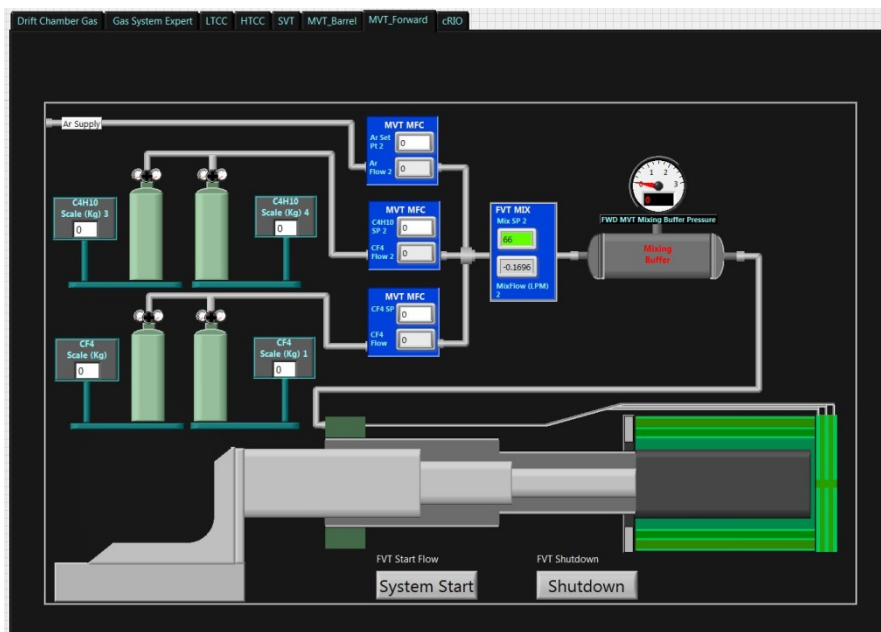 Drift Chamber Gas
Gas System Expert
LTCC
HTCC
SVT
MVT_Barrel
MVT_Forward
cRIO
Ar Supply
MVT MFC
Ar Set
Pt 2
0
Ar
Flow 2
0
C4H10
Scale (Kg) 3
0
C4H10
Scale (Kg) 4
0
MVT MFC
C4H10
SP 2
0
CF4
Flow 2
0
FVT MIX
Mix SP 2
66
-0.1696
MixFlow (LPM)
2
0
1
2
3
0
FWD MVT Mixing Buffer Pressure
Mixing
Buffer
MVT MFC
CF4 SP
0
CF4
Flow
0
CF4
Scale (Kg)
0
CF4
Scale (Kg) 1
0
FVT Start Flow
System Start
FVT Shutdown
Shutdown